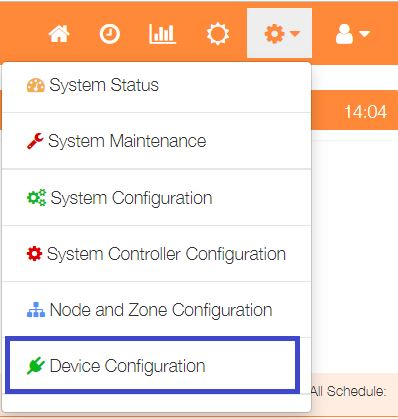 14:04
System Status
System Maintenance
System Configuration
System Controller Configuration
Node and Zone Configuration
Device Configuration
All Schedule: